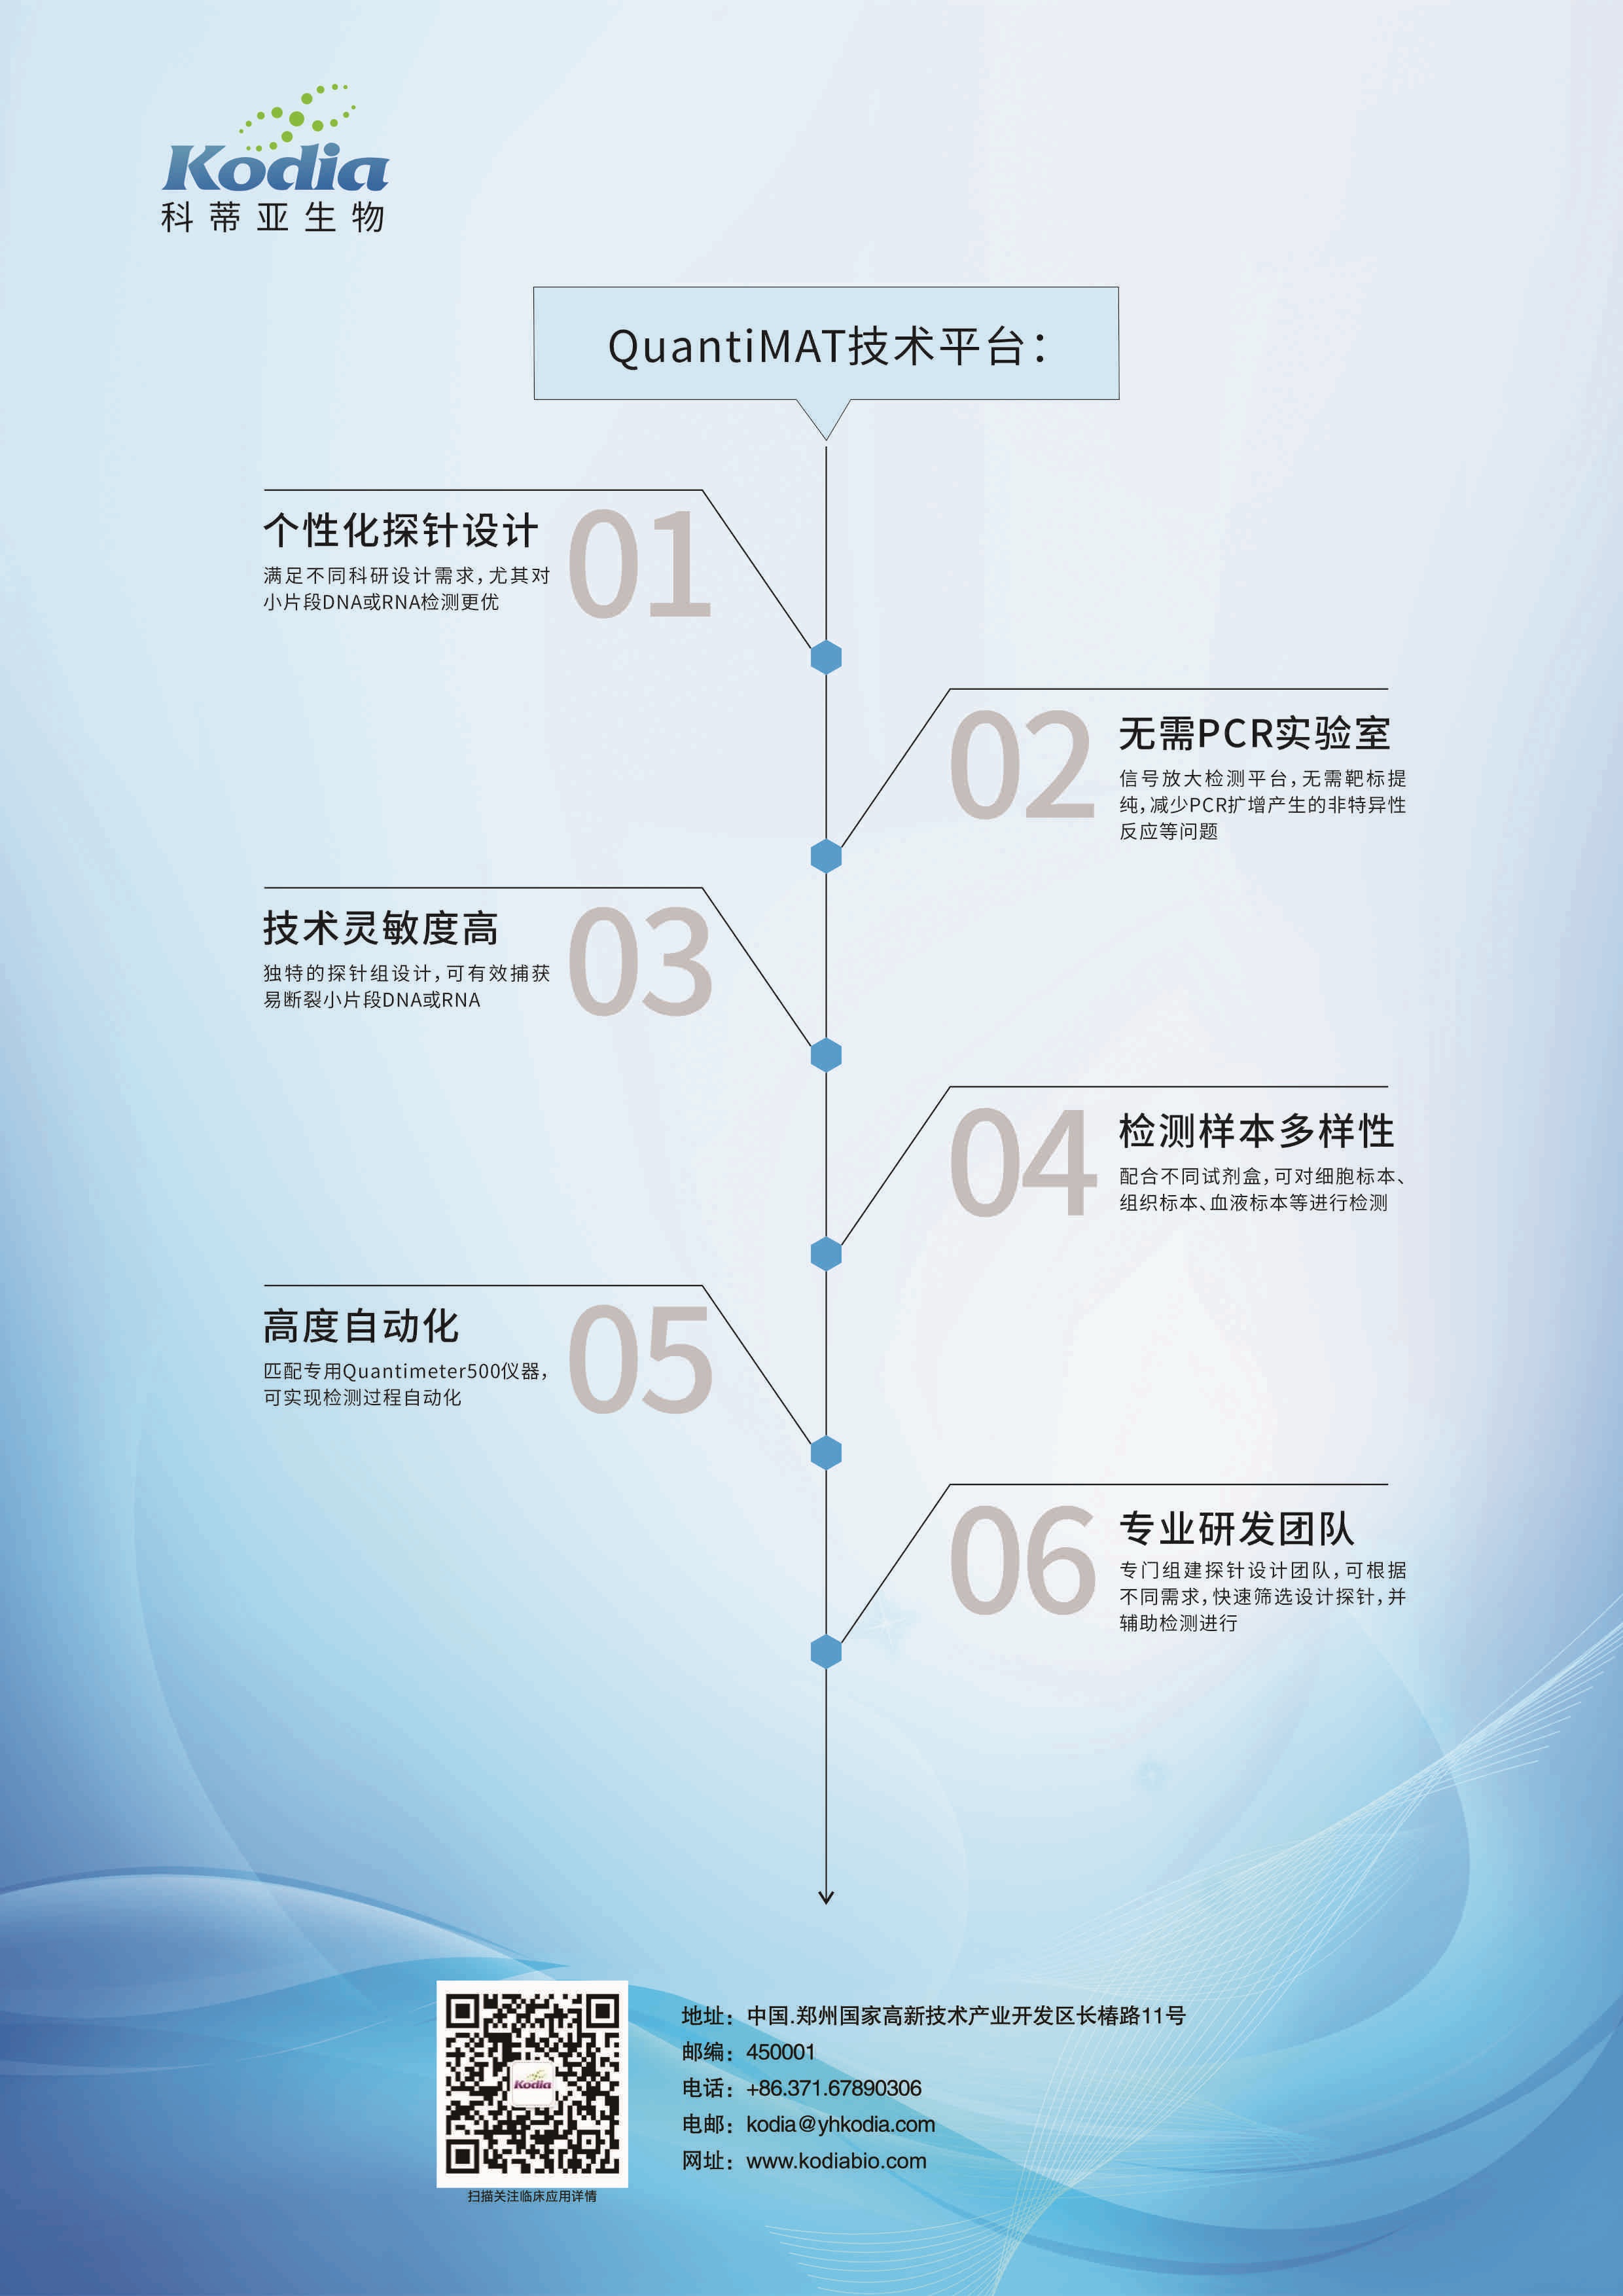 Kodia
科蒂亚生物
QuantiMAT技术平台：
个性化探针设计
满足不同科研设计需求，尤其对
小片段DNA或RNA检测更优
01
02
无需PCR实验室
信号放大检测平台，无需靶标提
纯，减少PCR扩增产生的非特异性
反应等问题
技术灵敏度高
独特的探针组设计，可有效捕获
易断裂小片段DNA或RNA
03
04
检测样本多样性
配合不同试剂盒，可对细胞标本、
组织标本、血液标本等进行检测
高度自动化
匹配专用Quantimeter500仪器，
可实现检测过程自动化
05
06
专业研发团队
专门组建探针设计团队，可根据
不同需求，快速筛选设计探针，并
辅助检测进行
Kodia
扫描关注临床应用详情
地址：中国.郑州国家高新技术产业开发区长椿路11号
邮编：450001
电话：+86.371.67890306
电邮：kodia@yhkodia.com
网址：www.kodiabio.com